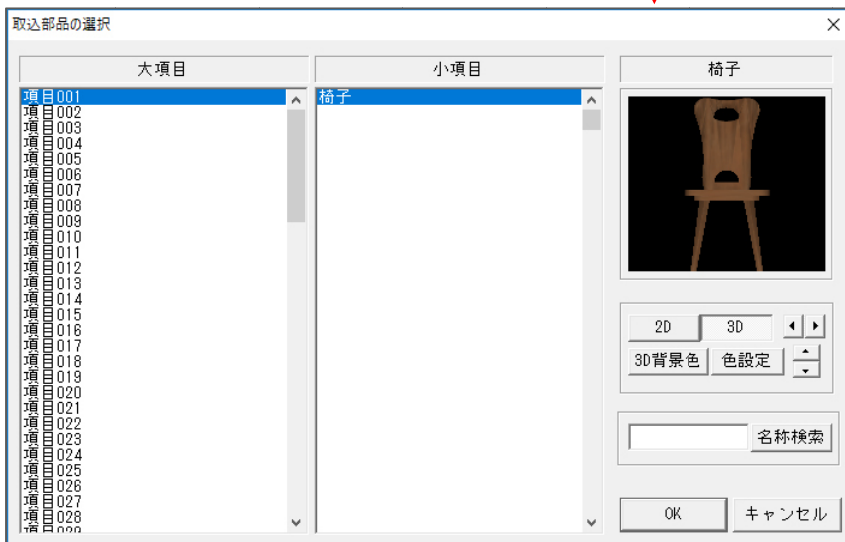 取込部品の選択
大項目
小項目
椅子
項目001
項目002
項目003
項目004
項目005
項目006
項目007
項目008
項目009
項目010
項目011
項目012
項目013
項目014
項目015
項目016
項目017
項目018
項目019
項目020
項目021
項目022
項目023
項目024
項目025
項目026
項目027
項目028
項目029
椅子
2D
3D
3D背景色
色設定
名称検索
OK
キャンセル